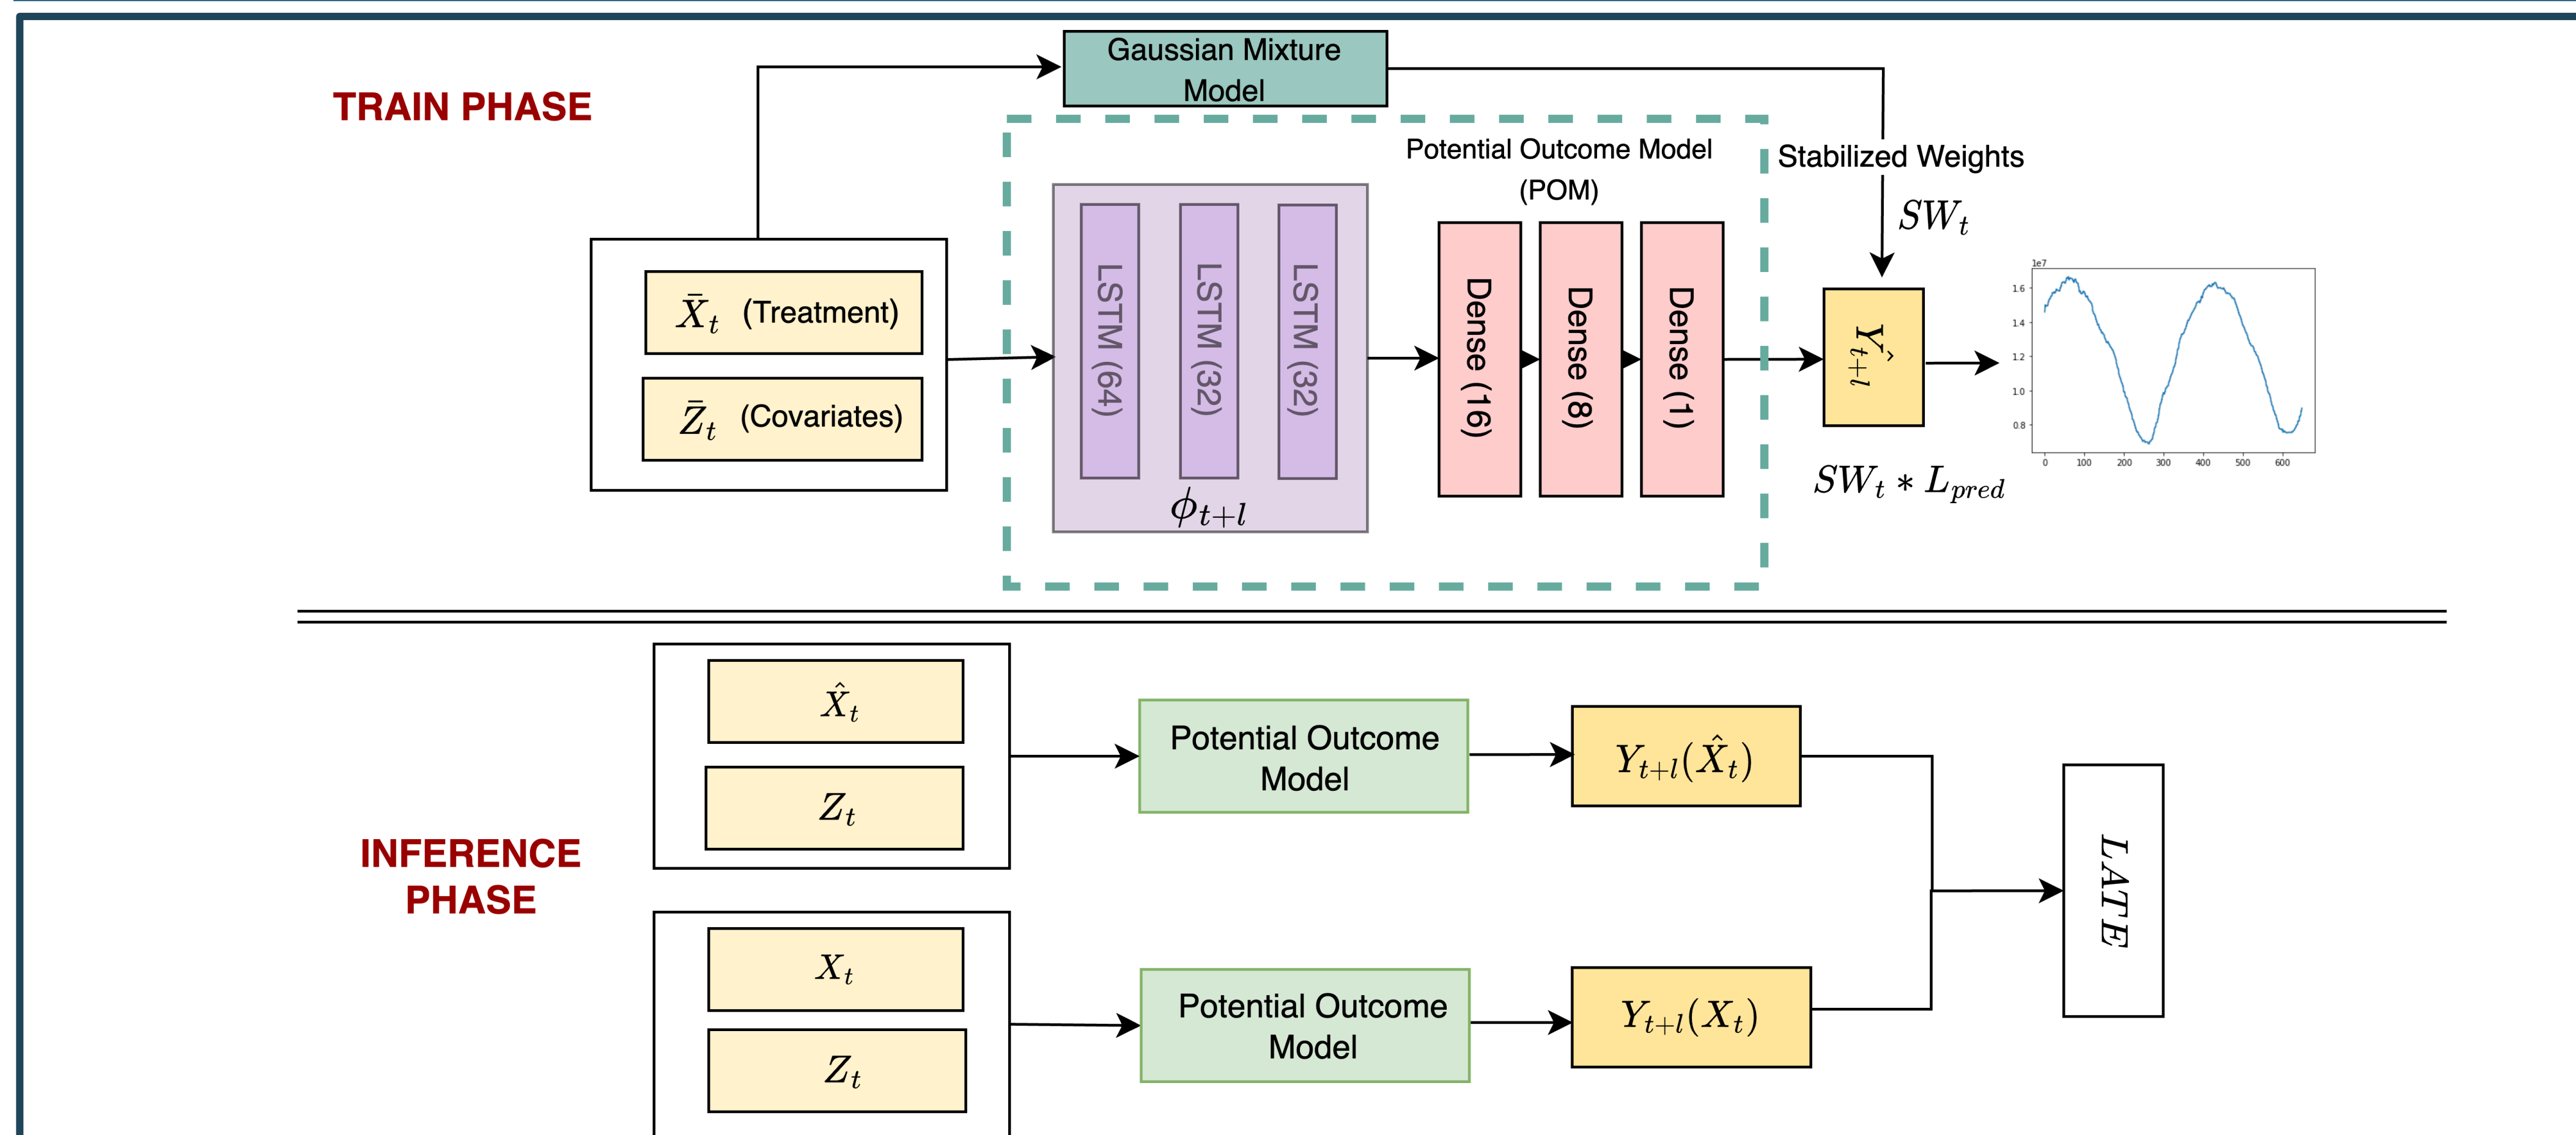 TRAIN PHASE
Gaussian Mixture
Model
Potential Outcome Model
(POM)
Stabilized Weights
SW_t
X̄_t (Treatment)
Z̄_t (Covariates)
LSTM (64)
LSTM (32)
LSTM (32)
ϕ_{t+l}
Dense (16)
Dense (8)
Dense (1)
Ŷ_{t+l}
SW_t * L_{pred}
1e7
1.6
1.4
1.2
1.0
0.8
0 100 200 300 400 500 600
INFERENCE
PHASE
X̂_t
Z_t
Potential Outcome
Model
Y_{t+l}(X̂_t)
X_t
Z_t
Potential Outcome
Model
Y_{t+l}(X_t)
LATE